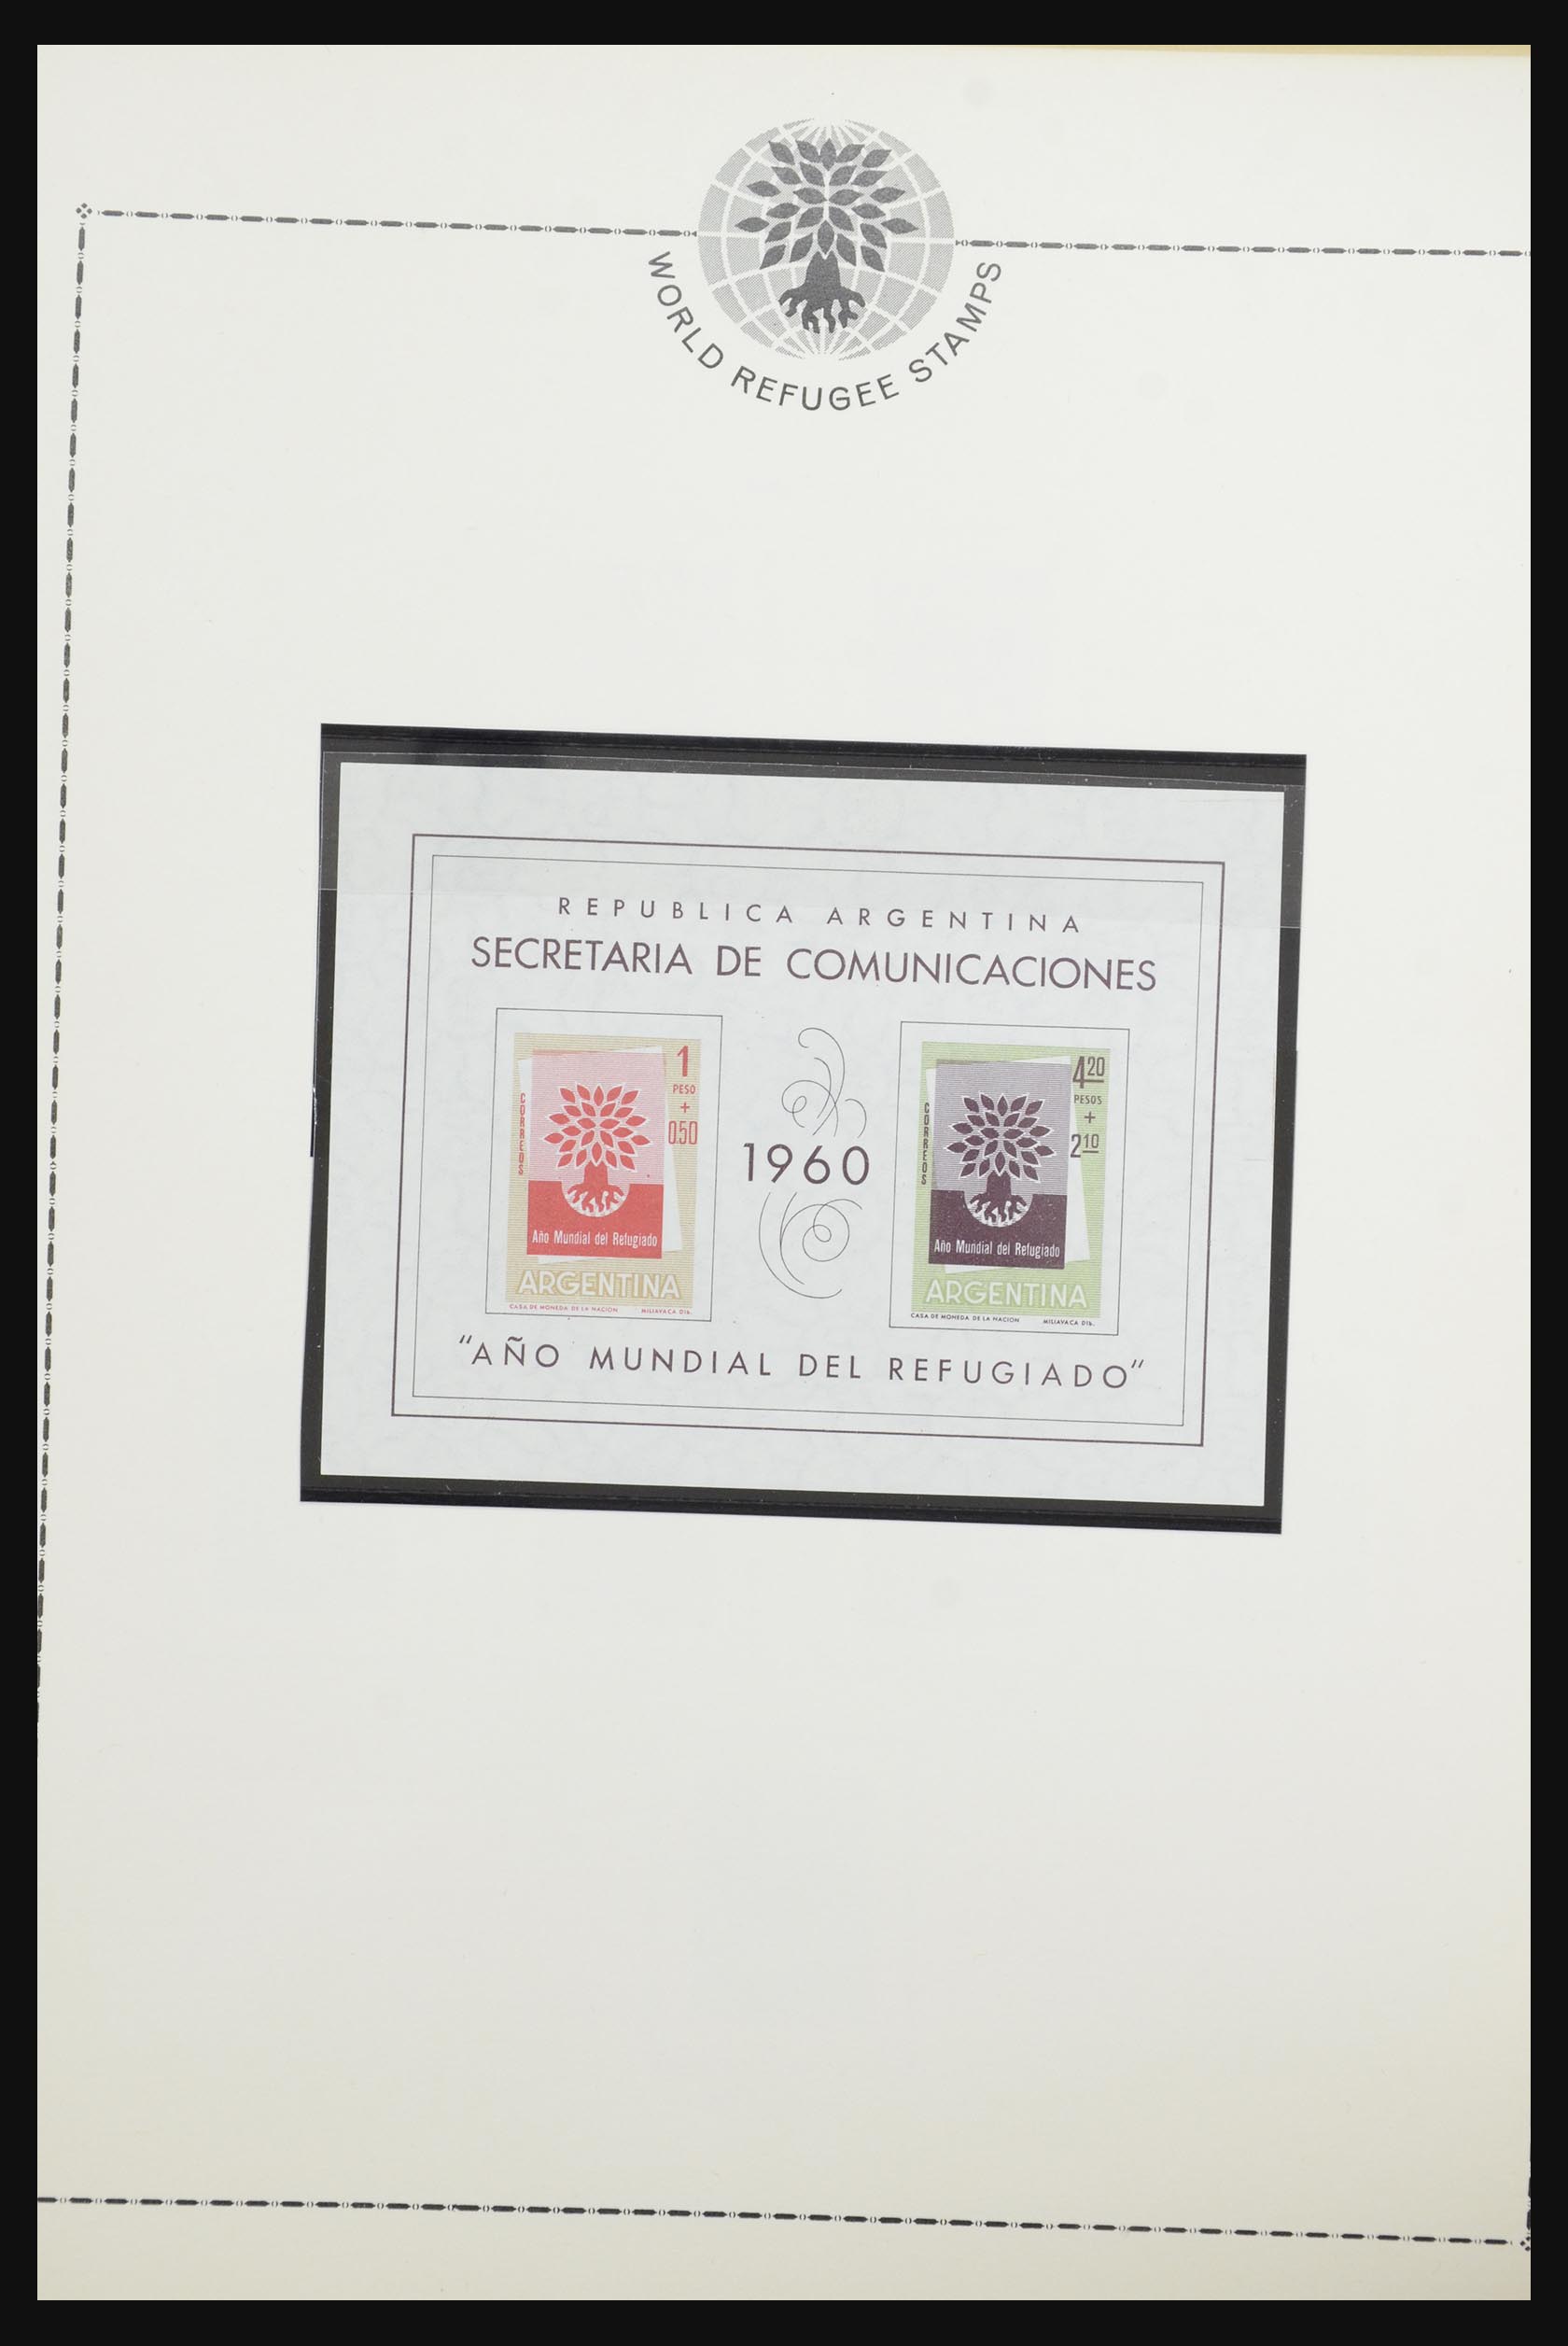 WORLD REFUGEE STAMPS
REPUBLICA ARGENTINA
SECRETARIA DE COMUNICACIONES
1
PESO
+
0.50
CORREOS
Año Mundial del Refugiado
ARGENTINA
CASA DE MONEDA DE LA NACION MILIAVACA DIB.
1960
4.20
PESOS
+
2.10
CORREOS
Año Mundial del Refugiado
ARGENTINA
CASA DE MONEDA DE LA NACION MILIAVACA DIB.
"AÑO MUNDIAL DEL REFUGIADO"